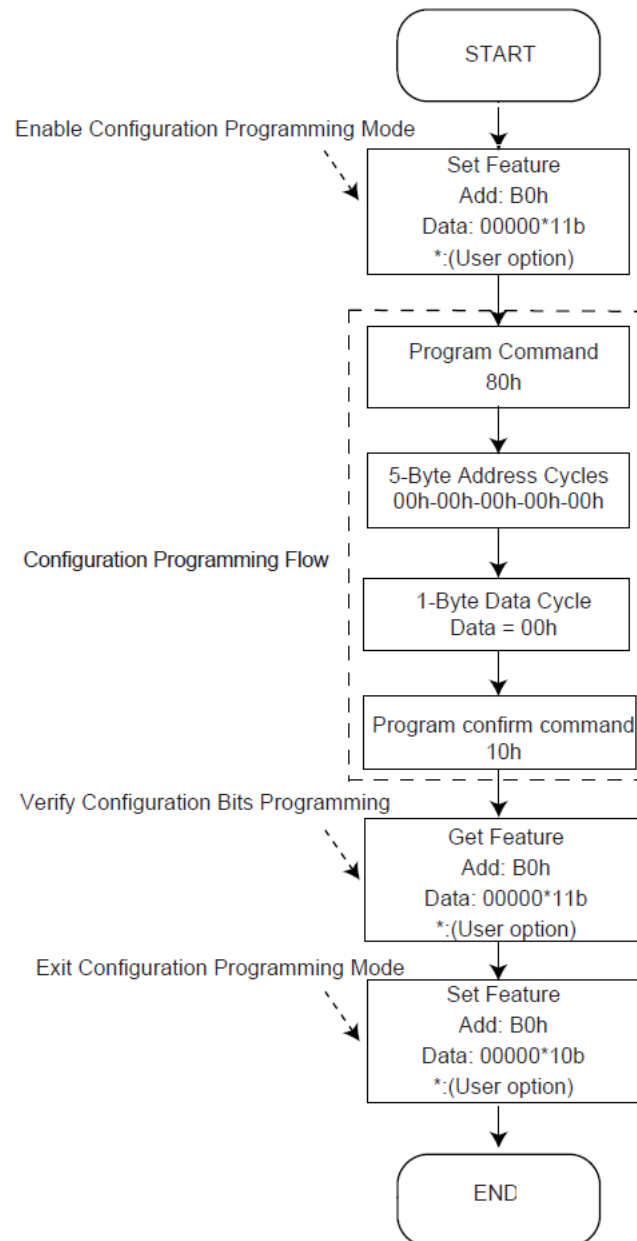 START
Enable Configuration Programming Mode
Set Feature
Add: B0h
Data: 00000*11b
*:(User option)
Program Command
80h
5-Byte Address Cycles
00h-00h-00h-00h-00h
Configuration Programming Flow
1-Byte Data Cycle
Data = 00h
Program confirm command
10h
Verify Configuration Bits Programming
Get Feature
Add: B0h
Data: 00000*11b
*:(User option)
Exit Configuration Programming Mode
Set Feature
Add: B0h
Data: 00000*10b
*:(User option)
END